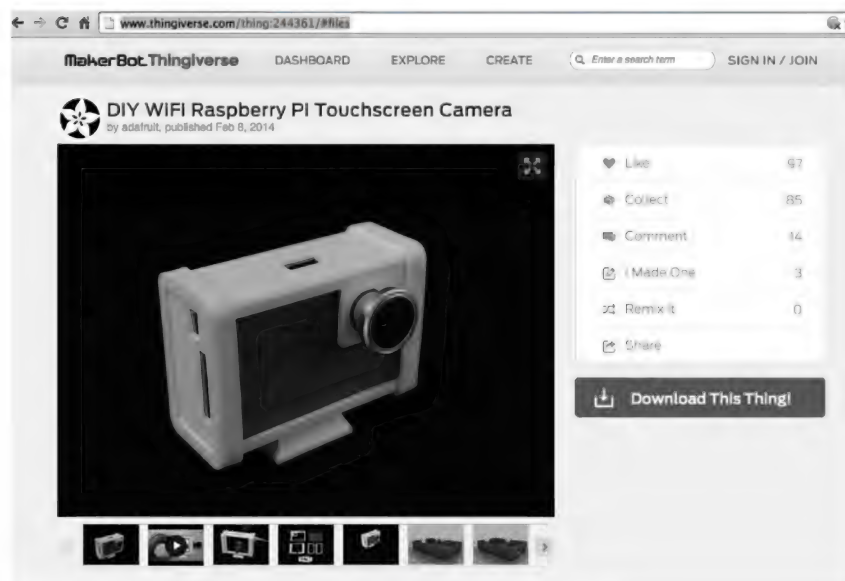 www.thingiverse.com/thing:244361/#files
MakerBot Thingiverse DASHBOARD EXPLORE CREATE Enter a search term SIGN IN / JOIN
DIY WIFI Raspberry PI Touchscreen Camera
by adafruit, published Feb 8, 2014
Like 97
Collect 85
Comment 14
I Made One 3
Remix it 0
Share
Download This Thing!